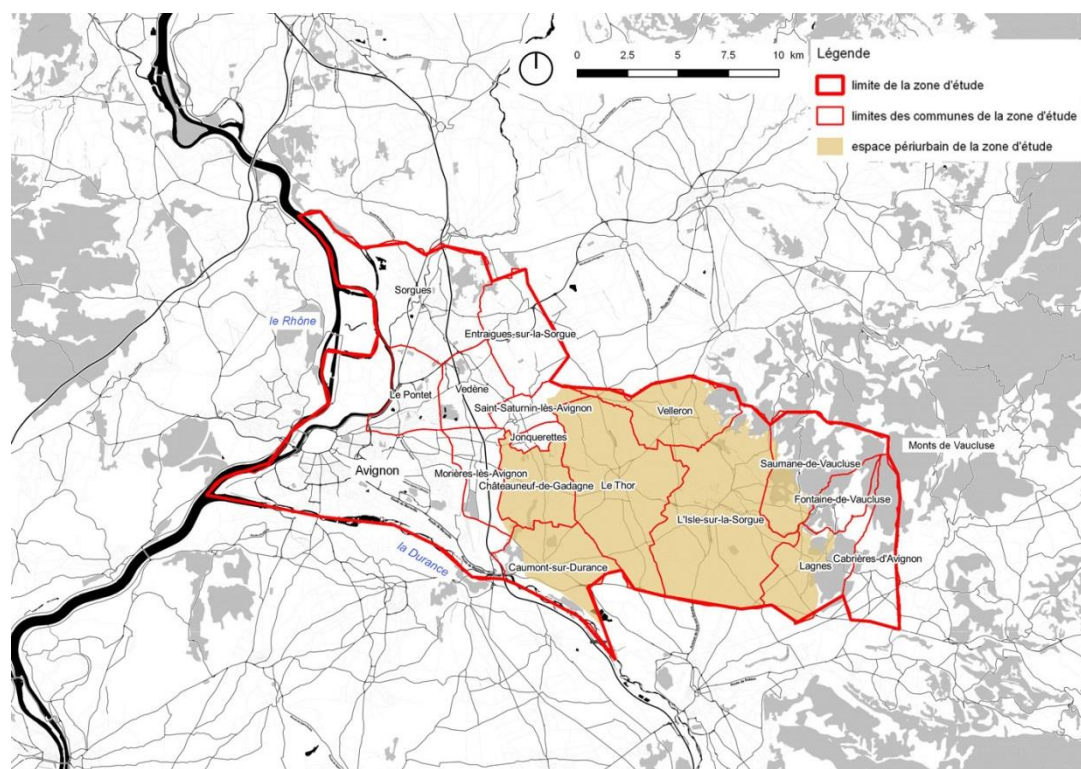 0 2.5 5 7.5 10 km
Légende
limite de la zone d'étude
limites des communes de la zone d'étude
espace périurbain de la zone d'étude
Sorgues
le Rhône
Entraigues-sur-la-Sorgue
Le Pontet
Vedène
Saint-Saturnin-lès-Avignon
Velleron
Jonquerettes
Monts de Vaucluse
Avignon
Morières-lès-Avignon
Saumane-de-Vaucluse
Châteauneuf-de-Gadagne
Le Thor
Fontaine-de-Vaucluse
L'Isle-sur-la-Sorgue
la Durance
Caumont-sur-Durance
Cabrières-d'Avignon
Lagnes